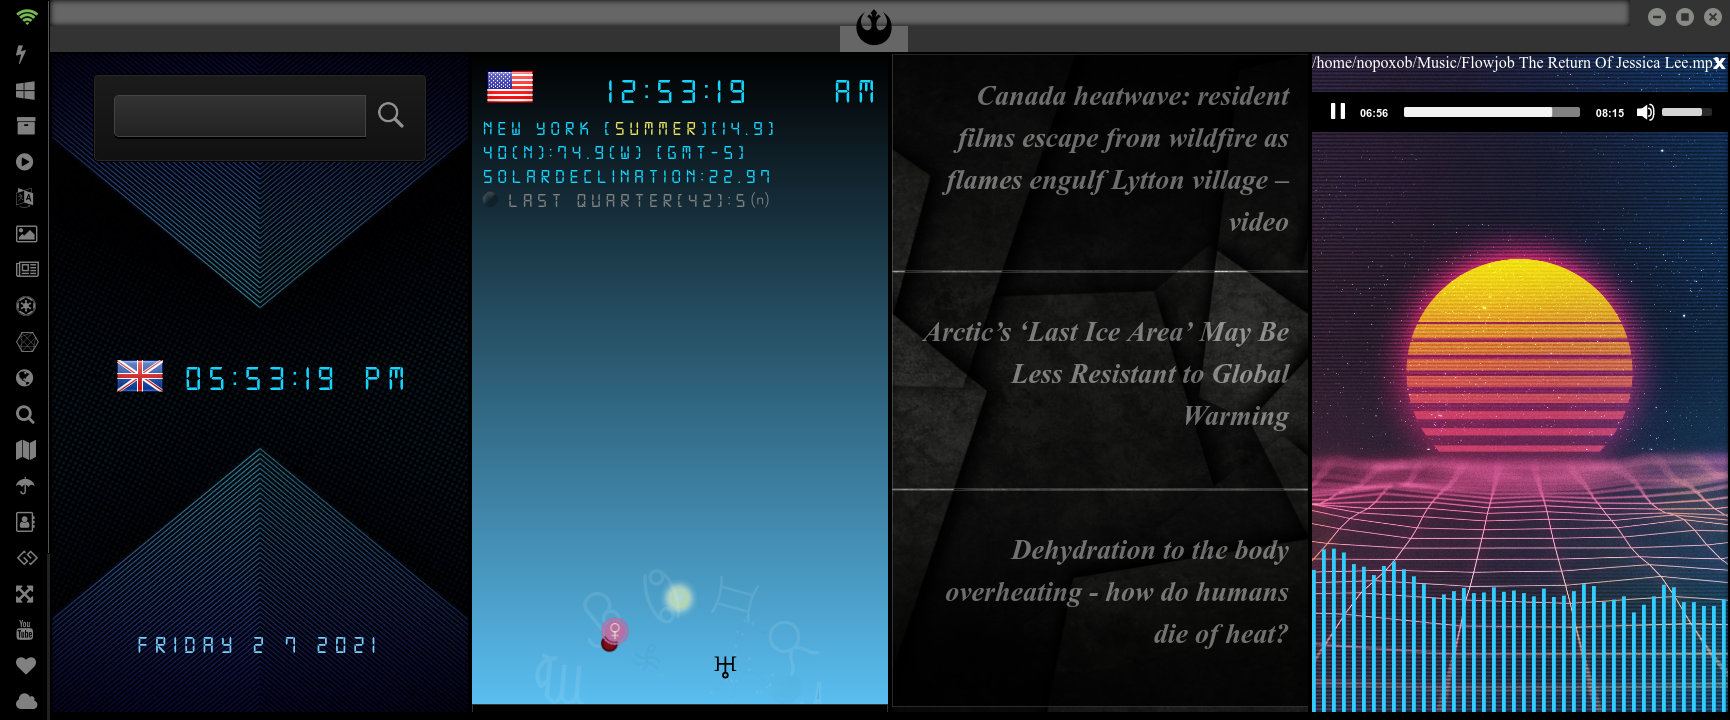 05:53:19 PM
FRIDAY 2 7 2021
12:53:19 AM
NEW YORK (SUMMER)(14.9)
40(N):74.9(W) (GMT-5)
SOLARDECLINATION:22.97
LAST QUARTER(42):5(n)
Canada heatwave: resident
films escape from wildfire as
flames engulf Lytton village –
video
Arctic’s ‘Last Ice Area’ May Be
Less Resistant to Global
Warming
Dehydration to the body
overheating - how do humans
die of heat?
/home/nopoxob/Music/Flowjob The Return Of Jessica Lee.mp x
06:56 08:15
You
Tube